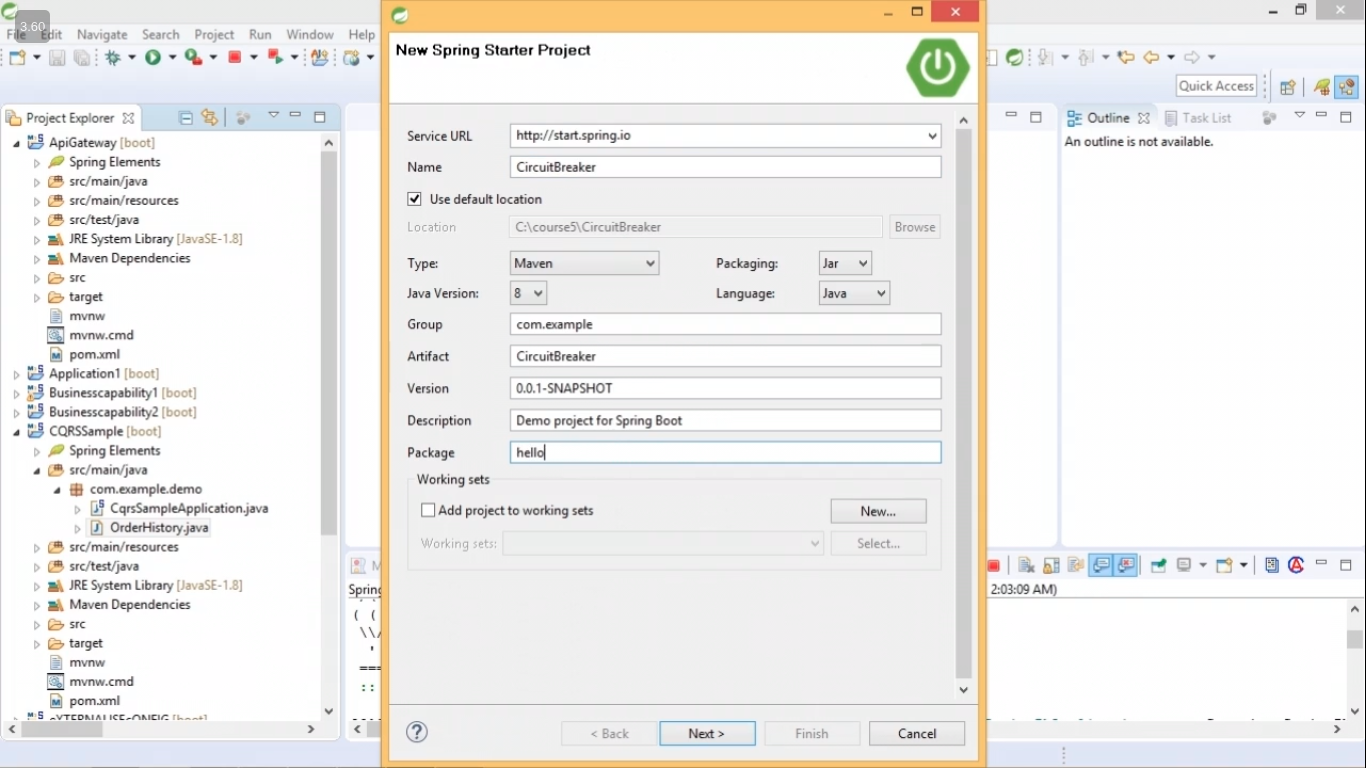 3.60
File Edit Navigate Search Project Run Window Help
Quick Access
Project Explorer
ApiGateway [boot]
Spring Elements
src/main/java
src/main/resources
src/test/java
JRE System Library [JavaSE-1.8]
Maven Dependencies
src
target
mvnw
mvnw.cmd
pom.xml
Application1 [boot]
Businesscapability1 [boot]
Businesscapability2 [boot]
CQRSSample [boot]
Spring Elements
src/main/java
com.example.demo
CqrsSampleApplication.java
OrderHistory.java
src/main/resources
src/test/java
JRE System Library [JavaSE-1.8]
Maven Dependencies
src
target
mvnw
mvnw.cmd
pom.xml
eXTERNALISEcONFIG [boot]
New Spring Starter Project
Service URL http://start.spring.io
Name CircuitBreaker
Use default location
Location C:\course5\CircuitBreaker Browse
Type: Maven Packaging: Jar
Java Version: 8 Language: Java
Group com.example
Artifact CircuitBreaker
Version 0.0.1-SNAPSHOT
Description Demo project for Spring Boot
Package hello
Working sets
Add project to working sets New...
Working sets: Select...
< Back Next > Finish Cancel
Outline Task List
An outline is not available.
Spring
2:03:09 AM)
( (
\\/
'
===
::